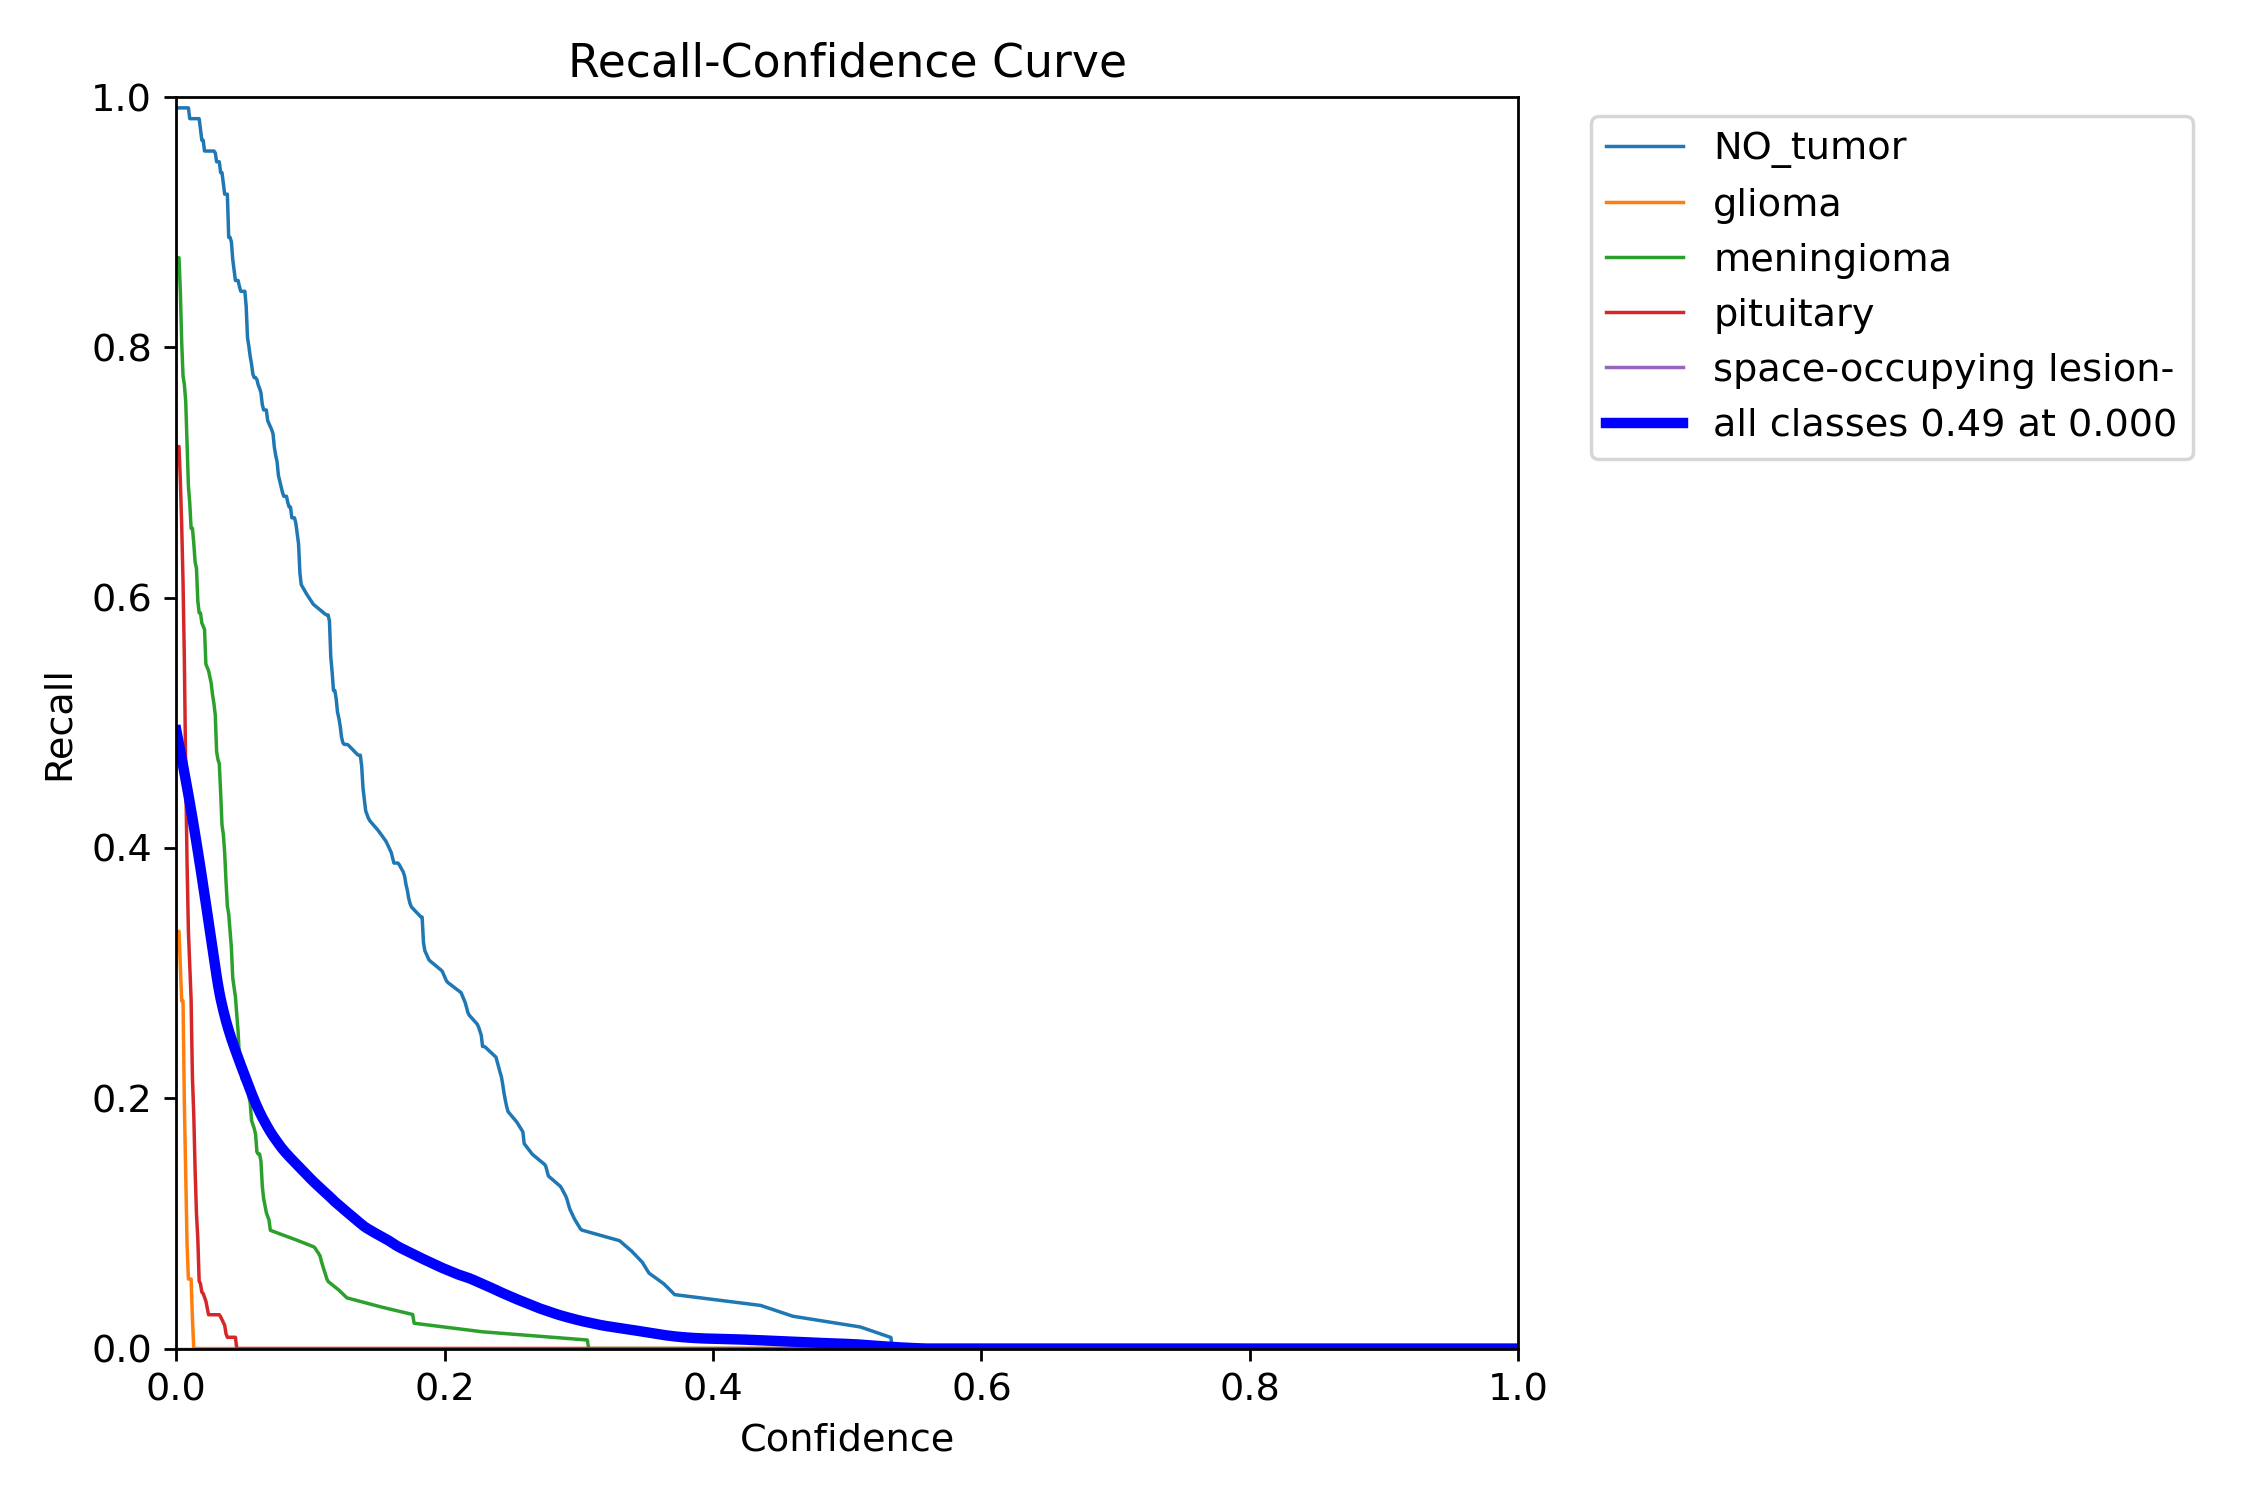 Recall-Confidence Curve
1.0
0.8
0.6
0.4
0.2
0.0
Recall
0.0 0.2 0.4 0.6 0.8 1.0
Confidence
NO_tumor
glioma
meningioma
pituitary
space-occupying lesion-
all classes 0.49 at 0.000